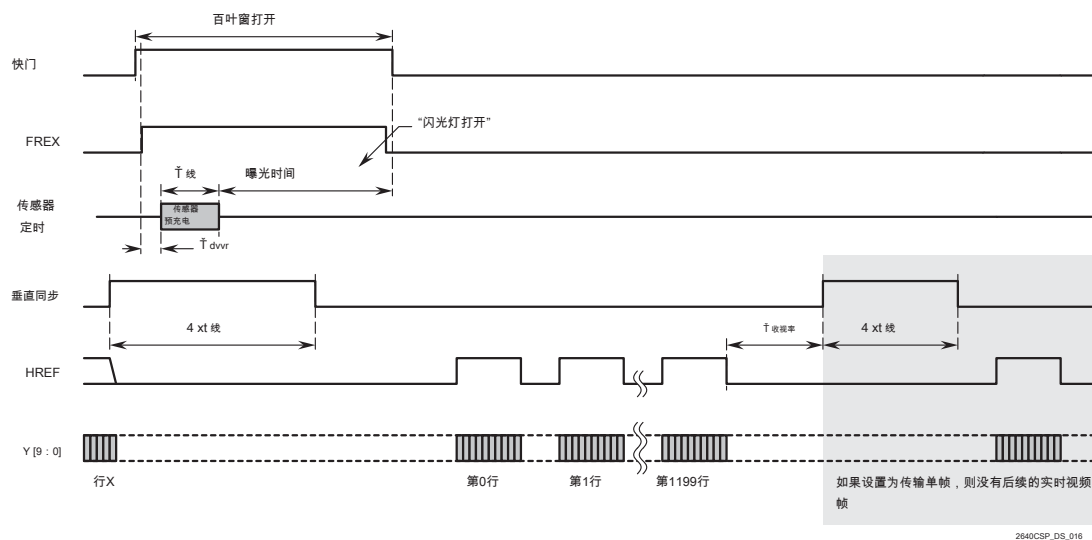 百叶窗打开
快门
“闪光灯打开”
FREX
Ť 线
曝光时间
传感器
定时
传感器
预充电
Ť dvvr
垂直同步
4 xt 线
Ť 收视率
4 xt 线
HREF
Y [9：0]
行X
第0行
第1行
第1199行
如果设置为传输单帧，则没有后续的实时视频
帧
2640CSP_DS_016